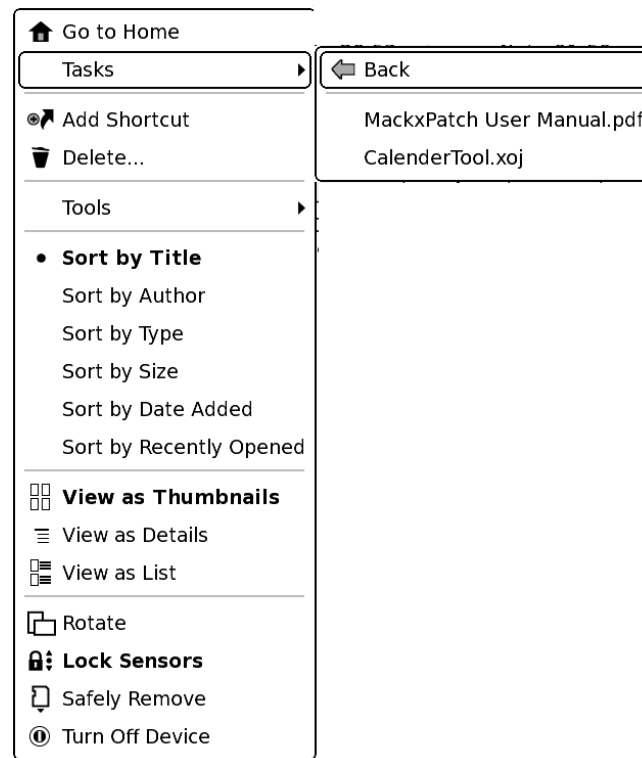 Go to Home
Tasks
Back
MackxPatch User Manual.pdf
CalenderTool.xoj
Add Shortcut
Delete...
Tools
Sort by Title
Sort by Author
Sort by Type
Sort by Size
Sort by Date Added
Sort by Recently Opened
View as Thumbnails
View as Details
View as List
Rotate
Lock Sensors
Safely Remove
Turn Off Device